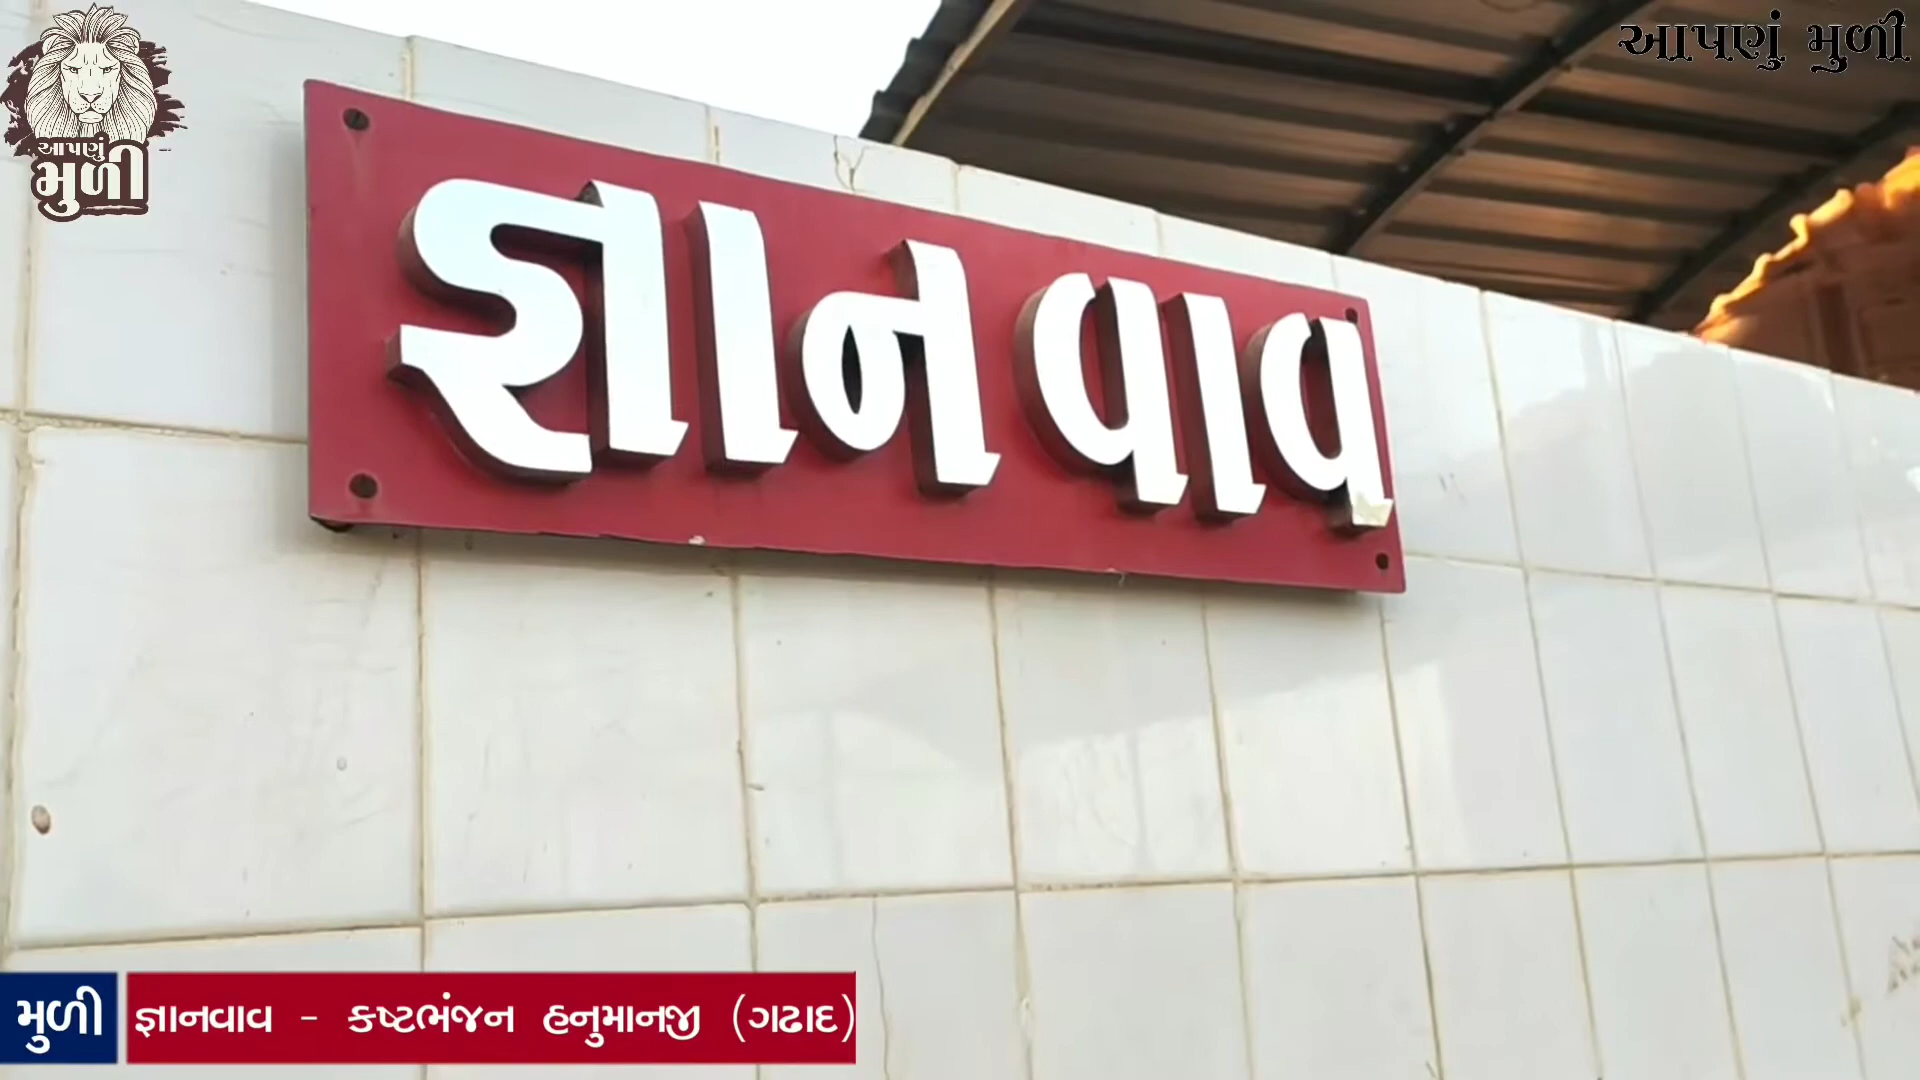 આપણું
મુળી
આપણું મુળી
જ્ઞાનવાવ
મુળી
જ્ઞાનવાવ - કષ્ટભંજન હનુમાનજી (ગઢાદ)